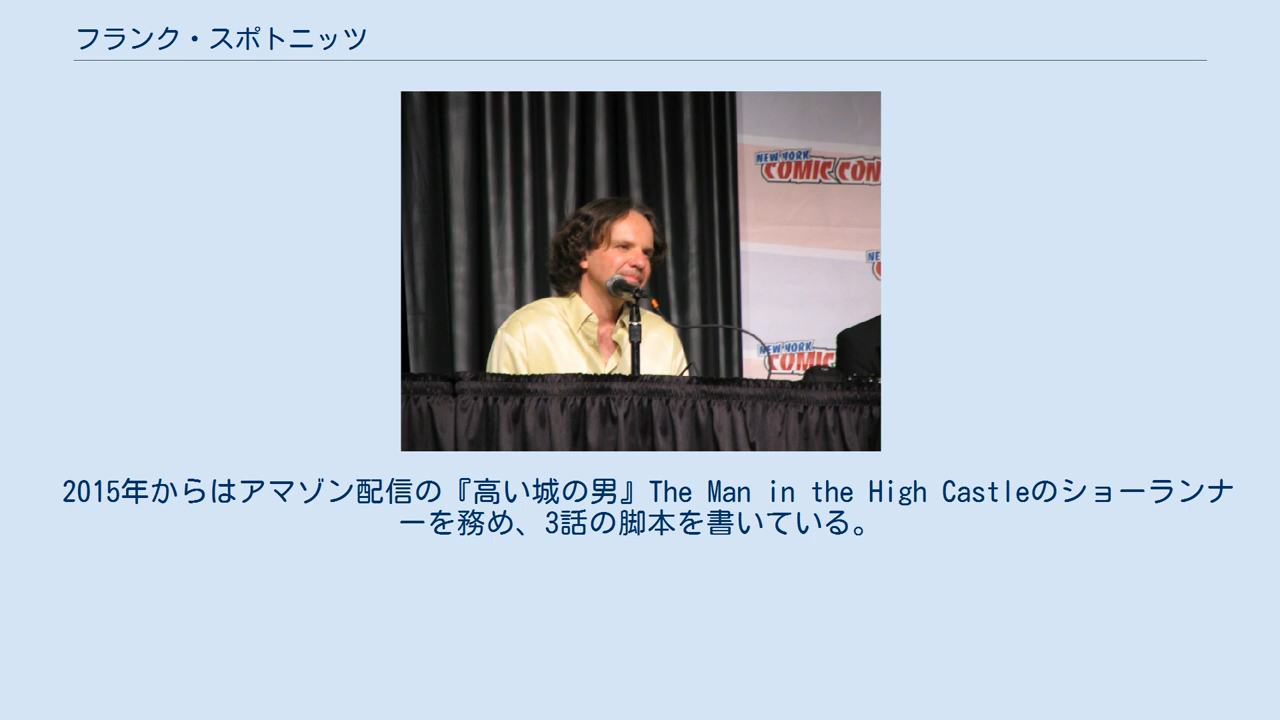 フランク・スポトニッツ
NEW YORK
COMIC CON
NE
NEW YORK
COMIC
2015年からはアマゾン配信の『高い城の男』The Man in the High Castleのショーランナ
ーを務め、3話の脚本を書いている。